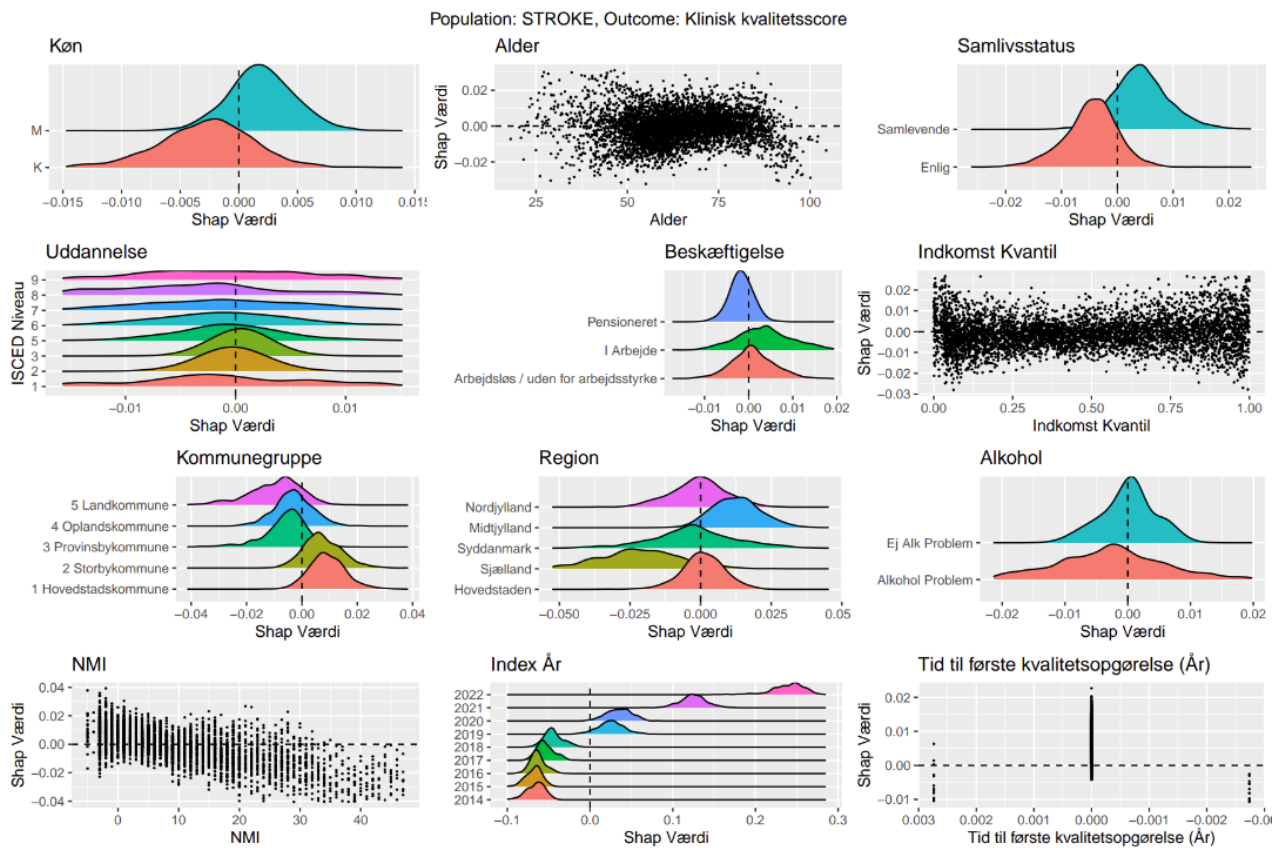 Population: STROKE, Outcome: Klinisk kvalitetsscore
Køn
M
K
−0.015 −0.010 −0.005 0.000 0.005 0.010 0.015
Shap Værdi
Alder
Shap Værdi
0.02
0.00
−0.02
25 50 75 100
Alder
Samlivsstatus
Samlevende
Enlig
−0.02 −0.01 0.00 0.01 0.02
Shap Værdi
Uddannelse
ISCED Niveau
9
8
7
6
5
3
2
1
−0.01 0.00 0.01
Shap Værdi
Beskæftigelse
Pensioneret
I Arbejde
Arbejdsløs / uden for arbejdsstyrke
−0.01 0.00 0.01 0.02
Shap Værdi
Indkomst Kvantil
Shap Værdi
0.02
0.01
0.00
−0.01
−0.02
−0.03
0.00 0.25 0.50 0.75 1.00
Indkomst Kvantil
Kommunegruppe
5 Landkommune
4 Oplandskommune
3 Provinsbykommune
2 Storbykommune
1 Hovedstadskommune
−0.04 −0.02 0.00 0.02 0.04
Shap Værdi
Region
Nordjylland
Midtjylland
Syddanmark
Sjælland
Hovedstaden
−0.050 −0.025 0.000 0.025 0.05
Shap Værdi
Alkohol
Ej Alk Problem
Alkohol Problem
−0.02 −0.01 0.00 0.01 0.02
Shap Værdi
NMI
Shap Værdi
0.04
0.02
0.00
−0.02
−0.04
0 10 20 30 40
NMI
Index År
2022
2021
2020
2019
2018
2017
2016
2015
2014
−0.1 0.0 0.1 0.2 0.3
Shap Værdi
Tid til første kvalitetsopgørelse (År)
Shap Værdi
0.02
0.01
0.00
−0.01
0.003 −0.002 −0.001 0.000 0.001 0.002 −0.00
Tid til første kvalitetsopgørelse (År)